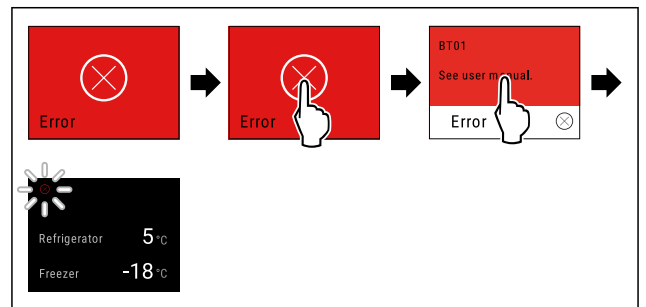 Error
Error
BT01
See user manual.
Error
Refrigerator 5 °C
Freezer -18 °C